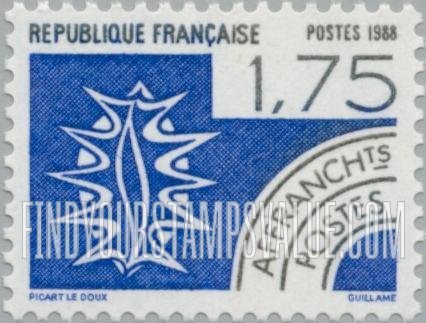 REPUBLIQUE FRANÇAISE
POSTES 1988
1,75
AFFRANCHTS
POSTES
FINDYOURSTAMPSVALUE.COM
PICART LE DOUX
GUILLAME